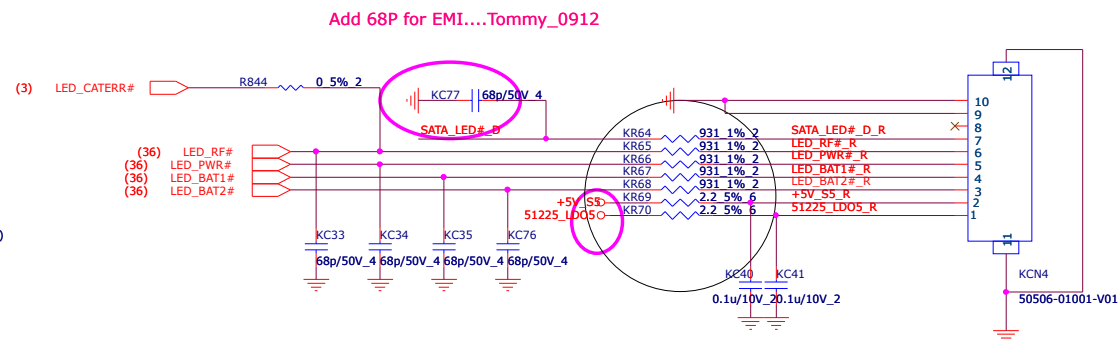 Add 68P for EMI....Tommy_0912
(3) LED_CATERR# R844 0_5%_2
KC77 68p/50V_4
SATA_LED#_D
(36) LED_RF#
(36) LED_PWR#
(36) LED_BAT1#
(36) LED_BAT2#
KR64 931_1%_2 SATA_LED#_D_R
KR65 931_1%_2 LED_RF#_R
KR66 931_1%_2 LED_PWR#_R
KR67 931_1%_2 LED_BAT1#_R
KR68 931_1%_2 LED_BAT2#_R
+5V_S5 KR69 2.2_5%_6 +5V_S5_R
51225_LDO5 KR70 2.2_5%_6 51225_LDO5_R
12
10
9
8
7
6
5
4
3
2
1
11
)
KC33 KC34 KC35 KC76
68p/50V_4 68p/50V_4 68p/50V_4 68p/50V_4
KC40 KC41
0.1u/10V_2 0.1u/10V_2
KCN4
50506-01001-V01